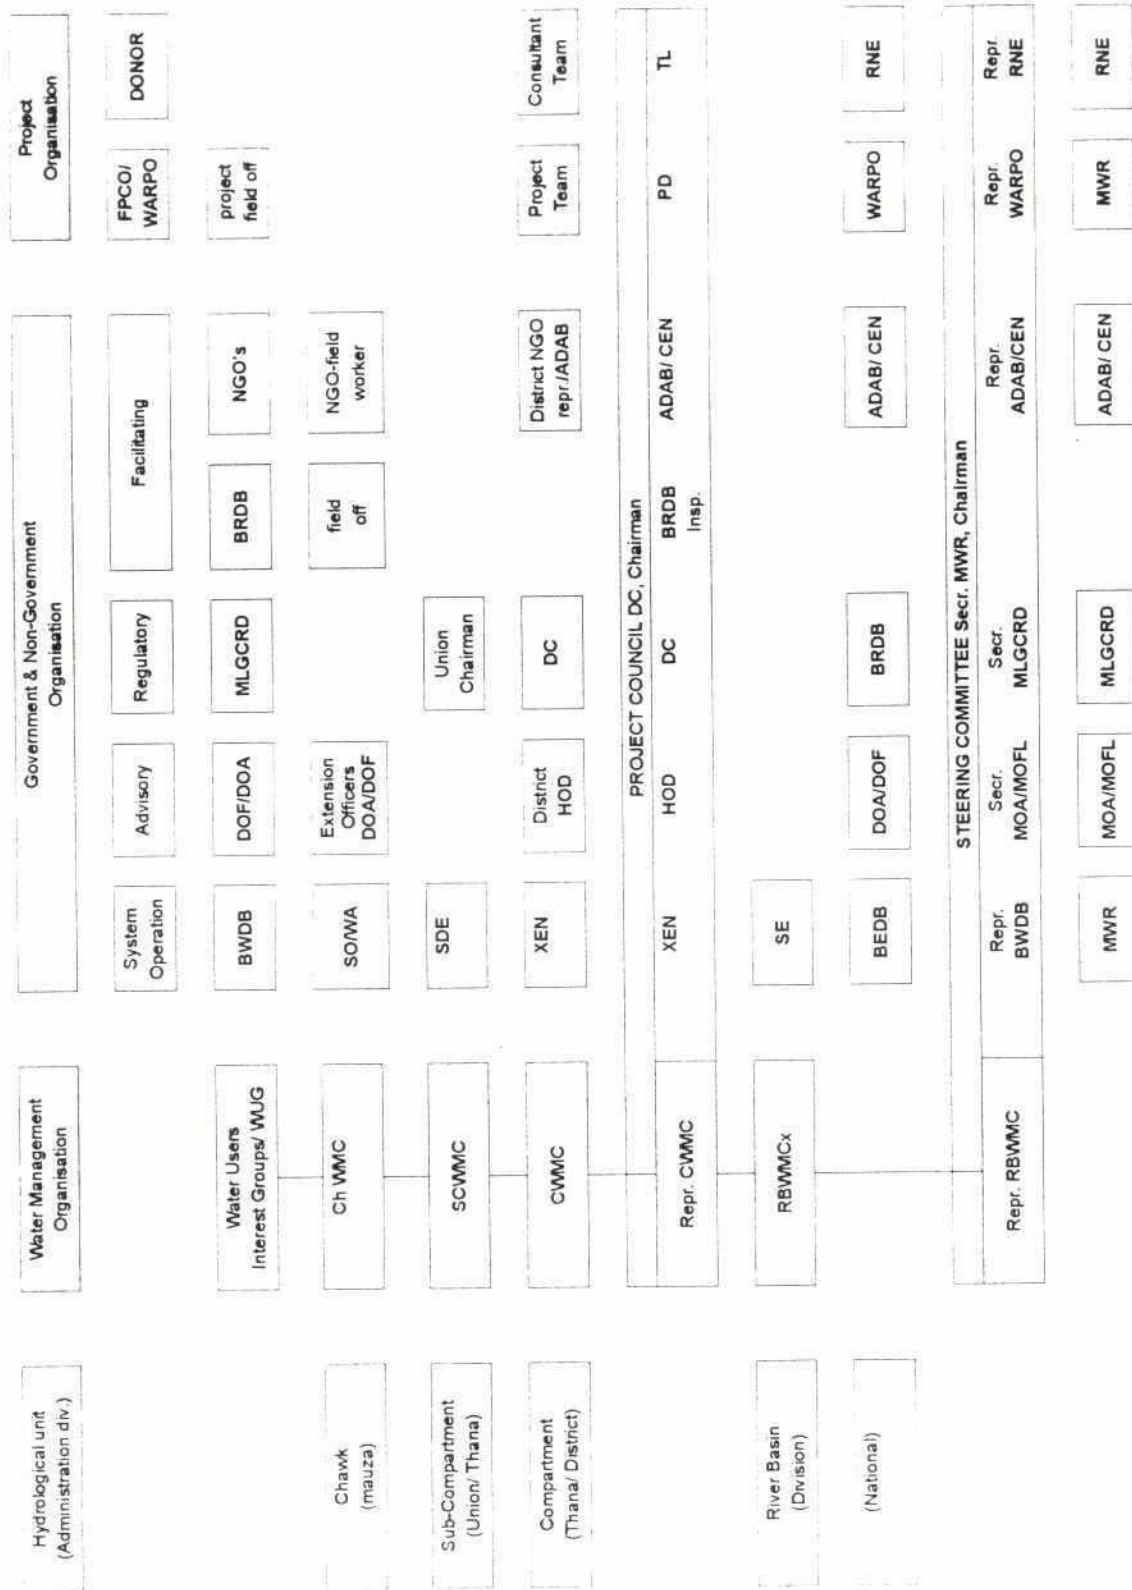 Hydrological unit
(Administration div.)
Water Management
Organisation
Government & Non-Government
Organisation
Project
Organisation
System
Operation
Advisory
Regulatory
Facilitating
FPCO/
WARPO
DONOR
Water Users
Interest Groups/ WUG
BWDB
DOF/DOA
MLGCRD
BRDB
NGO's
project
field off
Chawk
(mauza)
Ch WMC
SO/WA
Extension
Officers
DOA/DOF
field
off
NGO-field
worker
Sub-Compartment
(Union/ Thana)
SCWMC
SDE
Union
Chairman
Compartment
(Thana/ District)
CWMC
XEN
District
HOD
DC
District NGO
repr./ADAB
Project
Team
Consultant
Team
PROJECT COUNCIL DC, Chairman
Repr. CWMC
XEN
HOD
DC
BRDB
Insp.
ADAB/ CEN
PD
TL
River Basin
(Division)
RBWMCx
SE
(National)
BEDB
DOA/DOF
BRDB
ADAB/ CEN
WARPO
RNE
STEERING COMMITTEE Secr. MWR, Chairman
Repr. RBWMC
Repr.
BWDB
Secr.
MOA/MOFL
Secr.
MLGCRD
Repr.
ADAB/CEN
Repr.
WARPO
Repr.
RNE
MWR
MOA/MOFL
MLGCRD
ADAB/ CEN
MWR
RNE